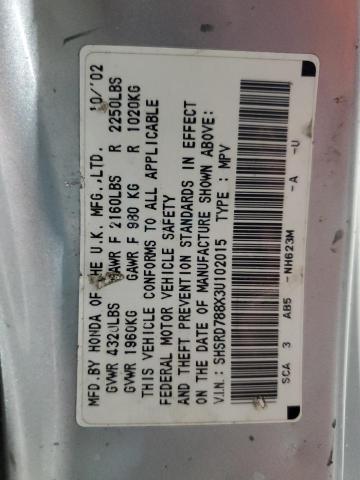 MFD.BY HONDA OF THE U.K. MFG.,LTD. 10/'02
GVWR 4320LBS GAWR F 2160LBS R 2250LBS
GVWR 1960KG GAWR F 980 KG R 1020KG
THIS VEHICLE CONFORMS TO ALL APPLICABLE
FEDERAL MOTOR VEHICLE SAFETY
AND THEFT PREVENTION STANDARDS IN EFFECT
ON THE DATE OF MANUFACTURE SHOWN ABOVE:
V.I.N.: SHSRD788X3U102015 TYPE: MPV
SCA 3 AB5 -NH623M -A -U